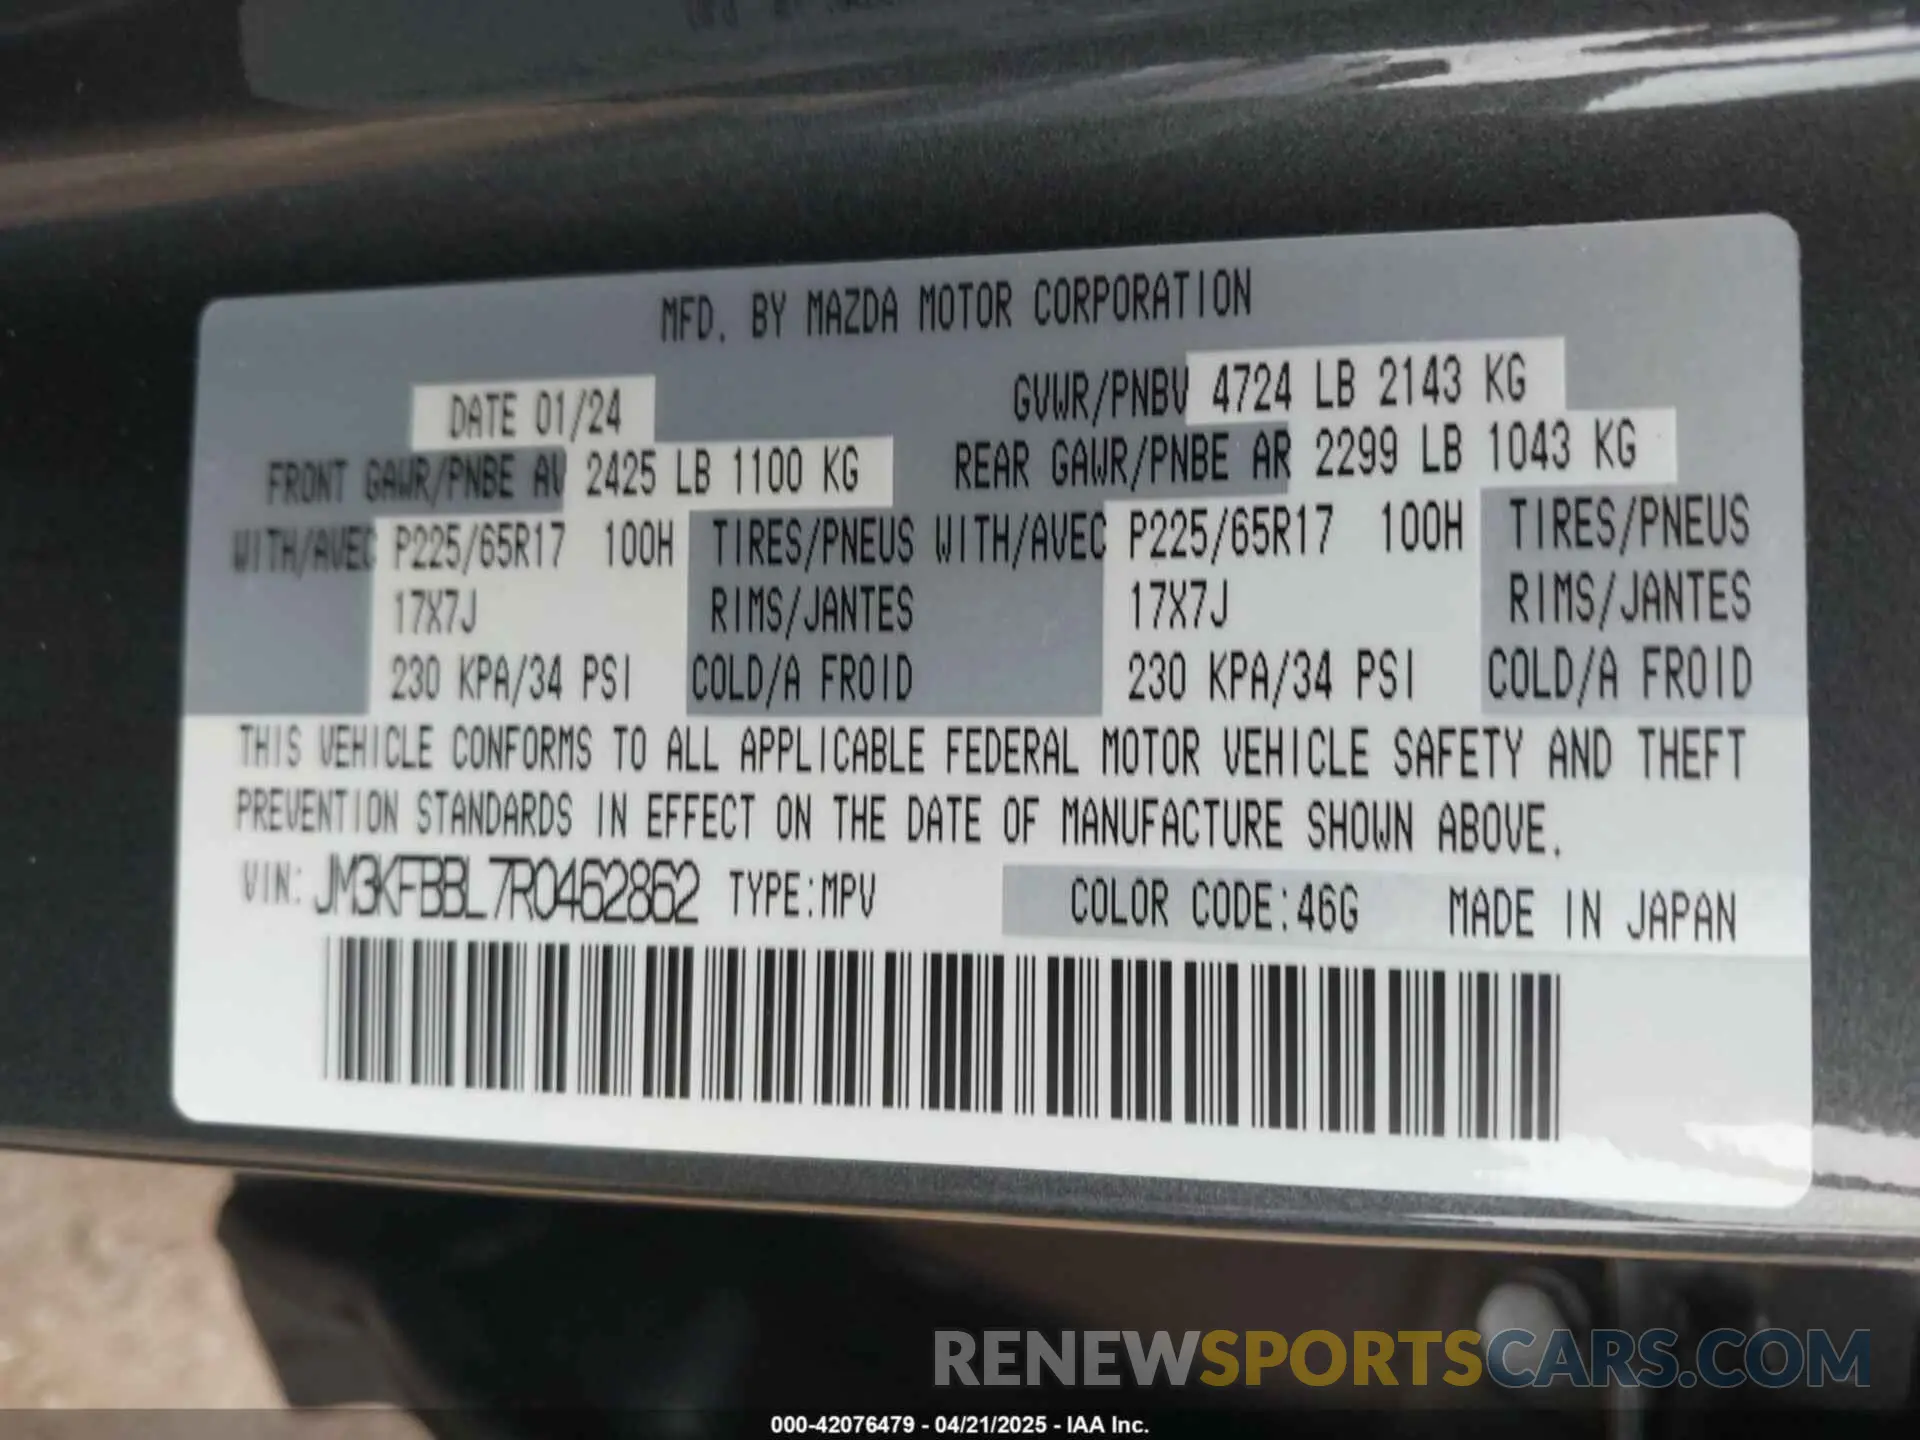 MFD. BY MAZDA MOTOR CORPORATION
DATE 01/24 GVWR/PNBV 4724 LB 2143 KG
FRONT GAWR/PNBE AV 2425 LB 1100 KG REAR GAWR/PNBE AR 2299 LB 1043 KG
WITH/AVEC P225/65R17 100H TIRES/PNEUS WITH/AVEC P225/65R17 100H TIRES/PNEUS
17X7J RIMS/JANTES 17X7J RIMS/JANTES
230 KPA/34 PSI COLD/A FROID 230 KPA/34 PSI COLD/A FROID
THIS VEHICLE CONFORMS TO ALL APPLICABLE FEDERAL MOTOR VEHICLE SAFETY AND THEFT
PREVENTION STANDARDS IN EFFECT ON THE DATE OF MANUFACTURE SHOWN ABOVE.
VIN: JM3KFBBL7R0462862 TYPE:MPV COLOR CODE:46G MADE IN JAPAN
RENEWSPORTSCARS.COM
000-42076479 - 04/21/2025 - IAA Inc.